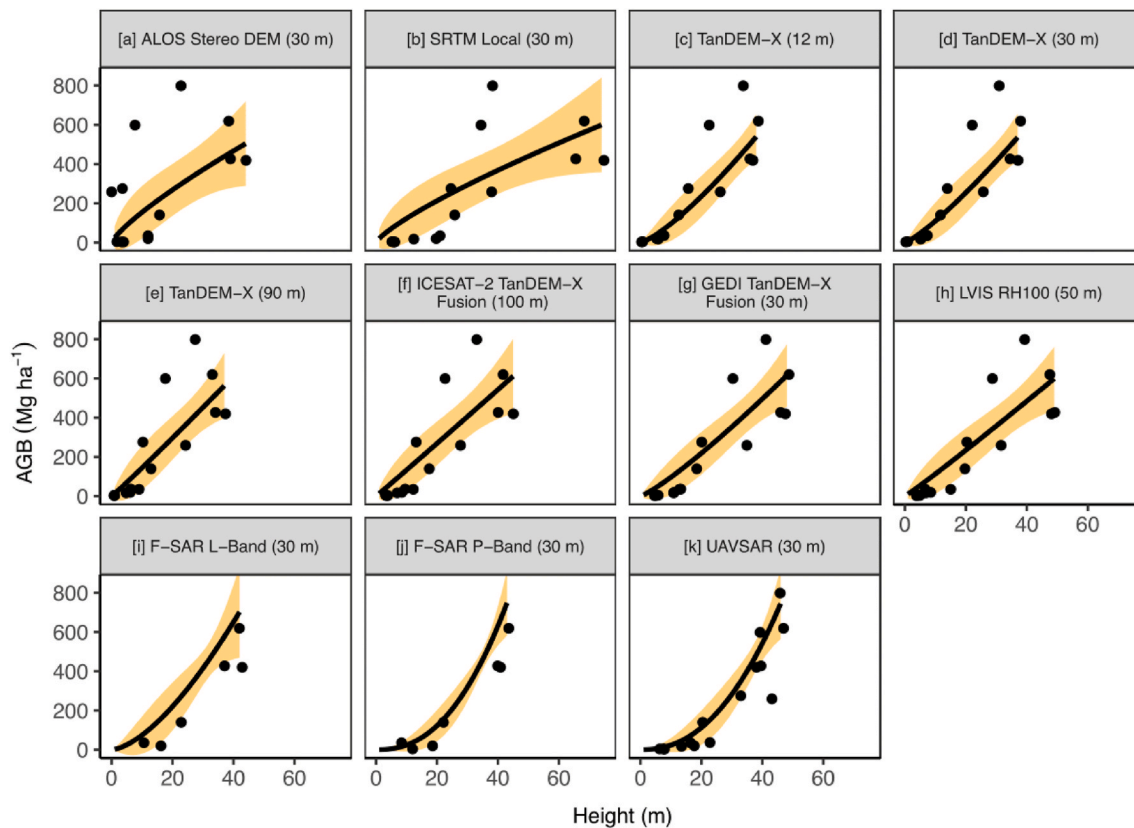 [a] ALOS Stereo DEM (30 m)
[b] SRTM Local (30 m)
[c] TanDEM−X (12 m)
[d] TanDEM−X (30 m)
800
600
400
200
0
[e] TanDEM−X (90 m)
[f] ICESAT−2 TanDEM−X
Fusion (100 m)
[g] GEDI TanDEM−X
Fusion (30 m)
[h] LVIS RH100 (50 m)
AGB (Mg ha⁻¹)
800
600
400
200
0
0 20 40 60
[i] F−SAR L−Band (30 m)
[j] F−SAR P−Band (30 m)
[k] UAVSAR (30 m)
800
600
400
200
0
0 20 40 60
0 20 40 60
0 20 40 60
Height (m)